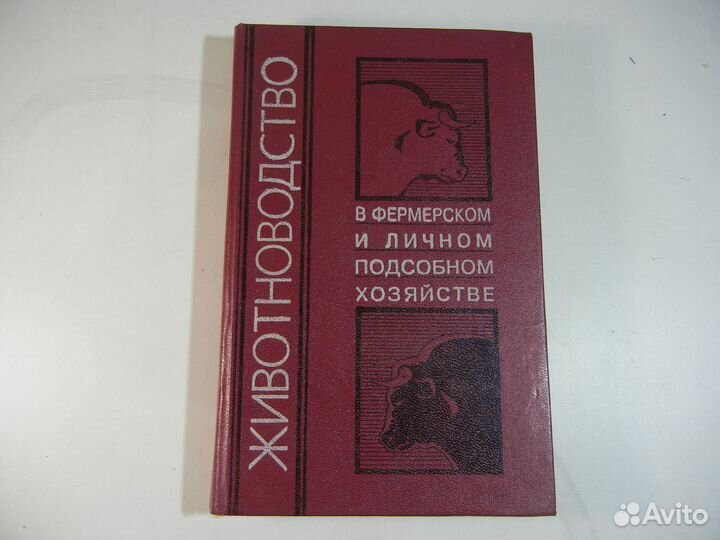 ЖИВОТНОВОДСТВО
В ФЕРМЕРСКОМ
И ЛИЧНОМ
ПОДСОБНОМ
ХОЗЯЙСТВЕ
Avito